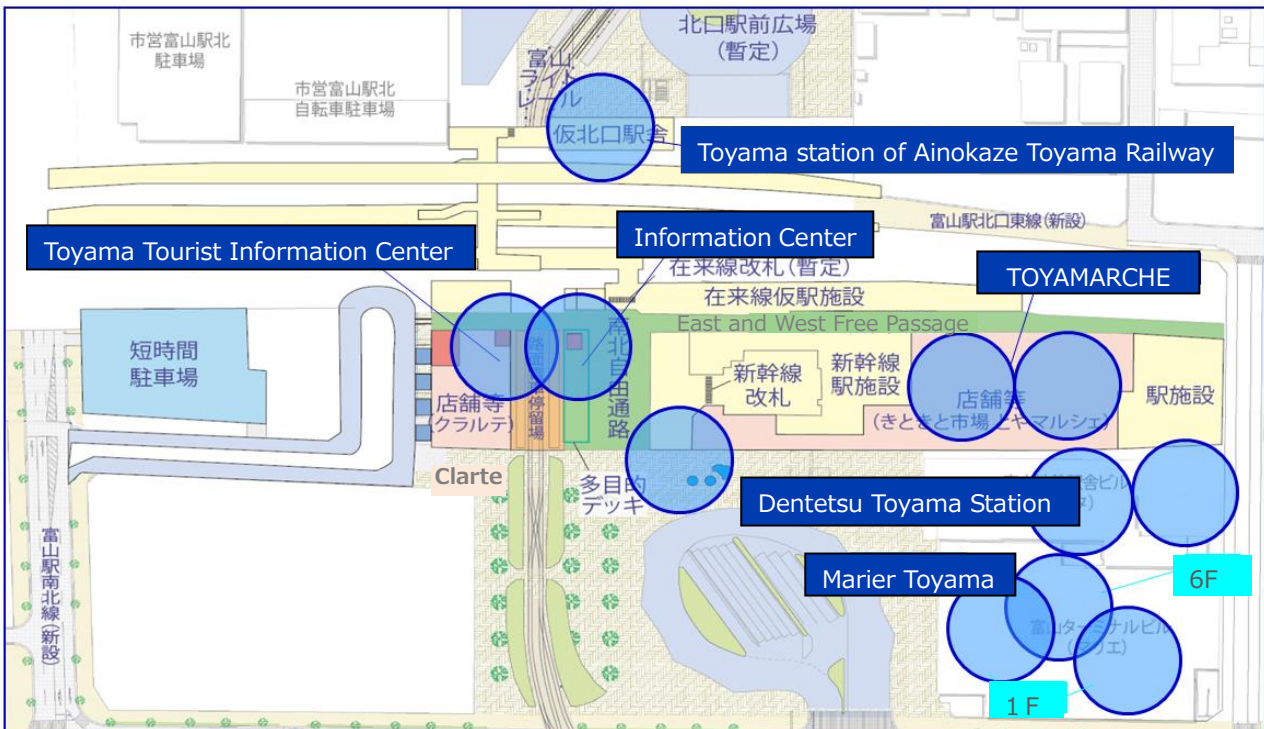 市営富山駅北
駐車場
市営富山駅北
自転車駐車場
富山
ライト
レール
北口駅前広場
(暫定)
仮北口駅舎
Toyama station of Ainokaze Toyama Railway
富山駅北口東線(新設)
Toyama Tourist Information Center
Information Center
在来線改札(暫定)
在来線仮駅施設
TOYAMARCHE
East and West Free Passage
短時間
駐車場
店舗等
(クラルテ)
停留場
南北自由通路
新幹線
改札
新幹線
駅施設
店舗等
(きときと市場 とやマルシェ)
駅施設
Clarte
多目的
デッキ
Dentetsu Toyama Station
Marier Toyama
6F
富山ターミナルビル
(マリエ)
1F
富山駅南北線(新設)